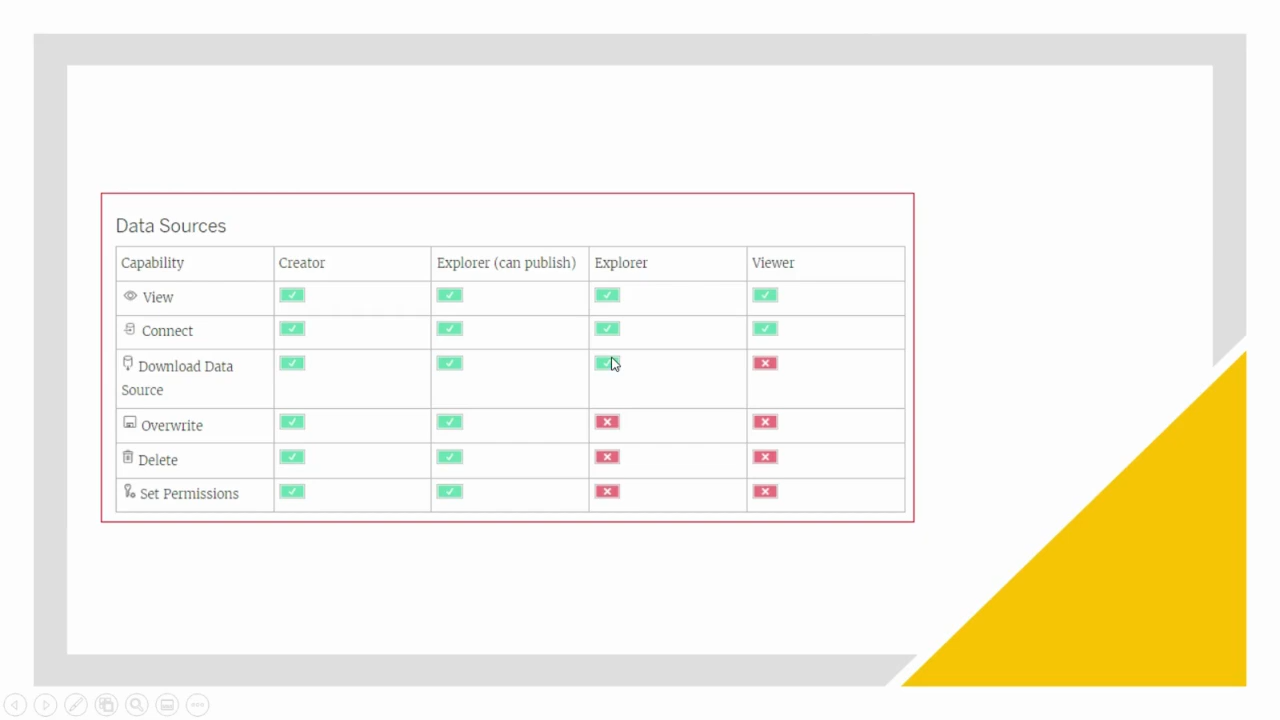 Data Sources
Capability Creator Explorer (can publish) Explorer Viewer
View
Connect
Download Data
Source
Overwrite
Delete
Set Permissions